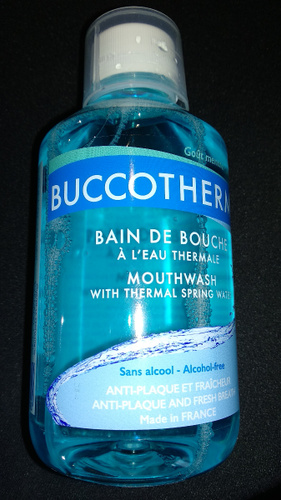 Goût
BUCCOTHERM
BAIN DE BOUCHE
À L'EAU THERMALE
MOUTHWASH
WITH THERMAL SPRING WATER
Sans alcool - Alcohol-free
ANTI-PLAQUE ET FRAÎCHEUR
ANTI-PLAQUE AND FRESH BREATH
Made in FRANCE